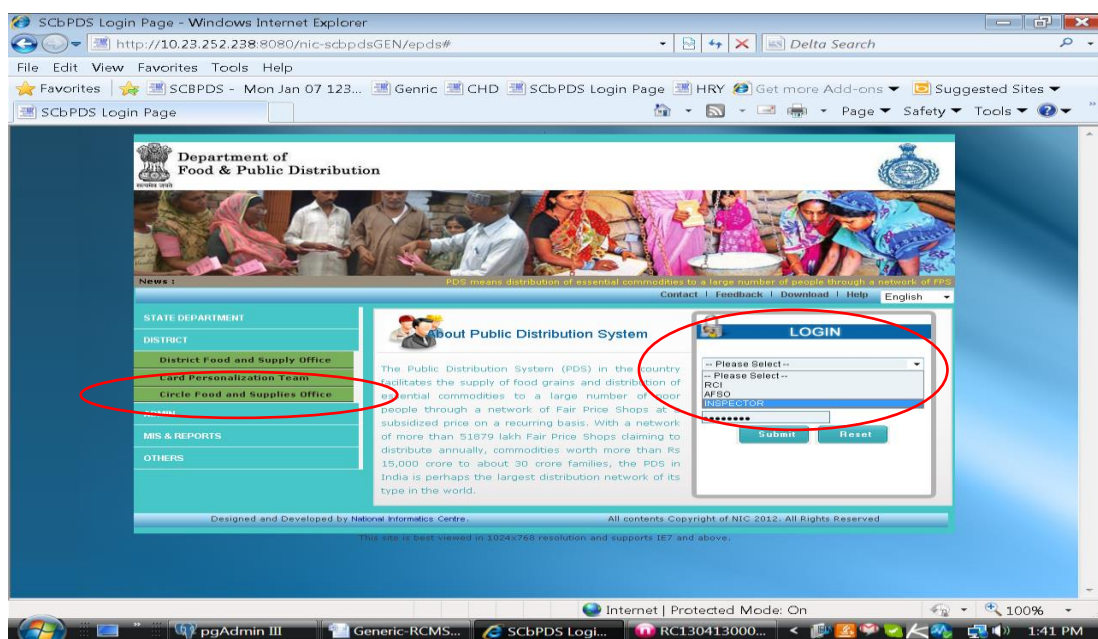 SCbPDS Login Page - Windows Internet Explorer
http://10.23.252.238:8080/nic-scbpdsGEN/epds#
Delta Search
File Edit View Favorites Tools Help
Favorites SCBPDS - Mon Jan 07 123... Genric CHD SCbPDS Login Page HRY Get more Add-ons Suggested Sites
SCbPDS Login Page Page Safety Tools
Department of
Food & Public Distribution
सत्यमेव जयते
News : PDS means distribution of essential commodities to a large number of people through a network of FPS
Contact | Feedback | Download | Help English
STATE DEPARTMENT
DISTRICT
District Food and Supply Office
Card Personalization Team
Circle Food and Supplies Office
ADMIN
MIS & REPORTS
OTHERS
About Public Distribution System
The Public Distribution System (PDS) in the country
facilitates the supply of food grains and distribution of
essential commodities to a large number of poor
people through a network of Fair Price Shops at
subsidized price on a recurring basis. With a network
of more than 51879 lakh Fair Price Shops claiming to
distribute annually, commodities worth more than Rs
15,000 crore to about 30 crore families, the PDS in
India is perhaps the largest distribution network of its
type in the world.
LOGIN
-- Please Select --
-- Please Select --
RCI
AFSO
INSPECTOR
••••••••
Submit Reset
Designed and Developed by National Informatics Centre. All contents Copyright of NIC 2012. All Rights Reserved
This site is best viewed in 1024x768 resolution and supports IE7 and above.
Internet | Protected Mode: On 100%
pgAdmin III Generic-RCMS... SCbPDS Logi... RC130413000... 1:41 PM